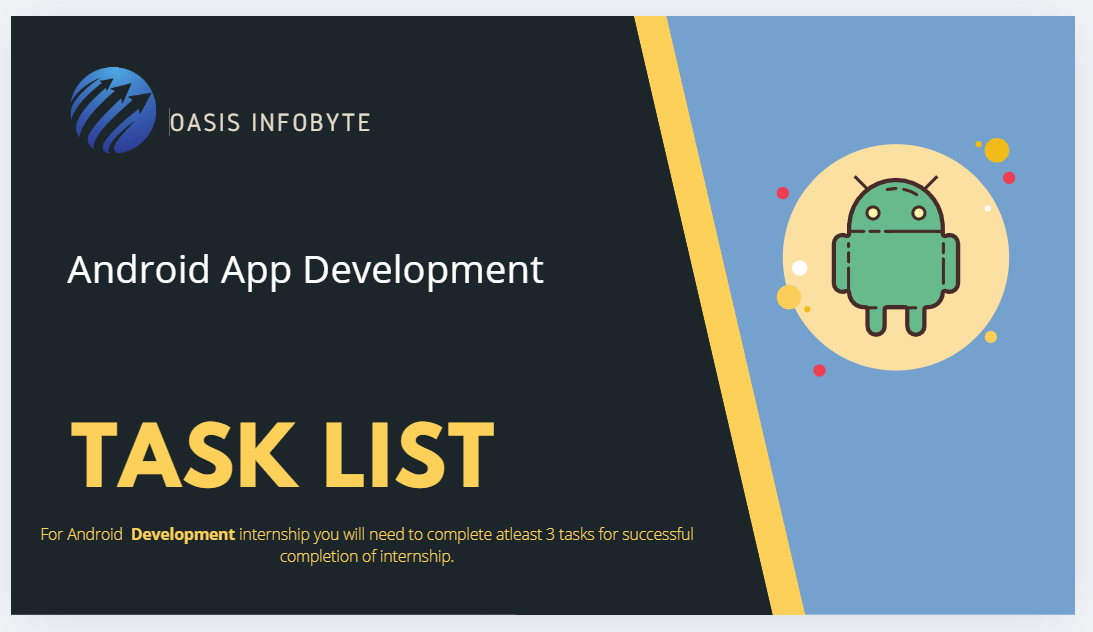 OASIS INFOBYTE
Android App Development
TASK LIST
For Android Development internship you will need to complete atleast 3 tasks for successful
completion of internship.